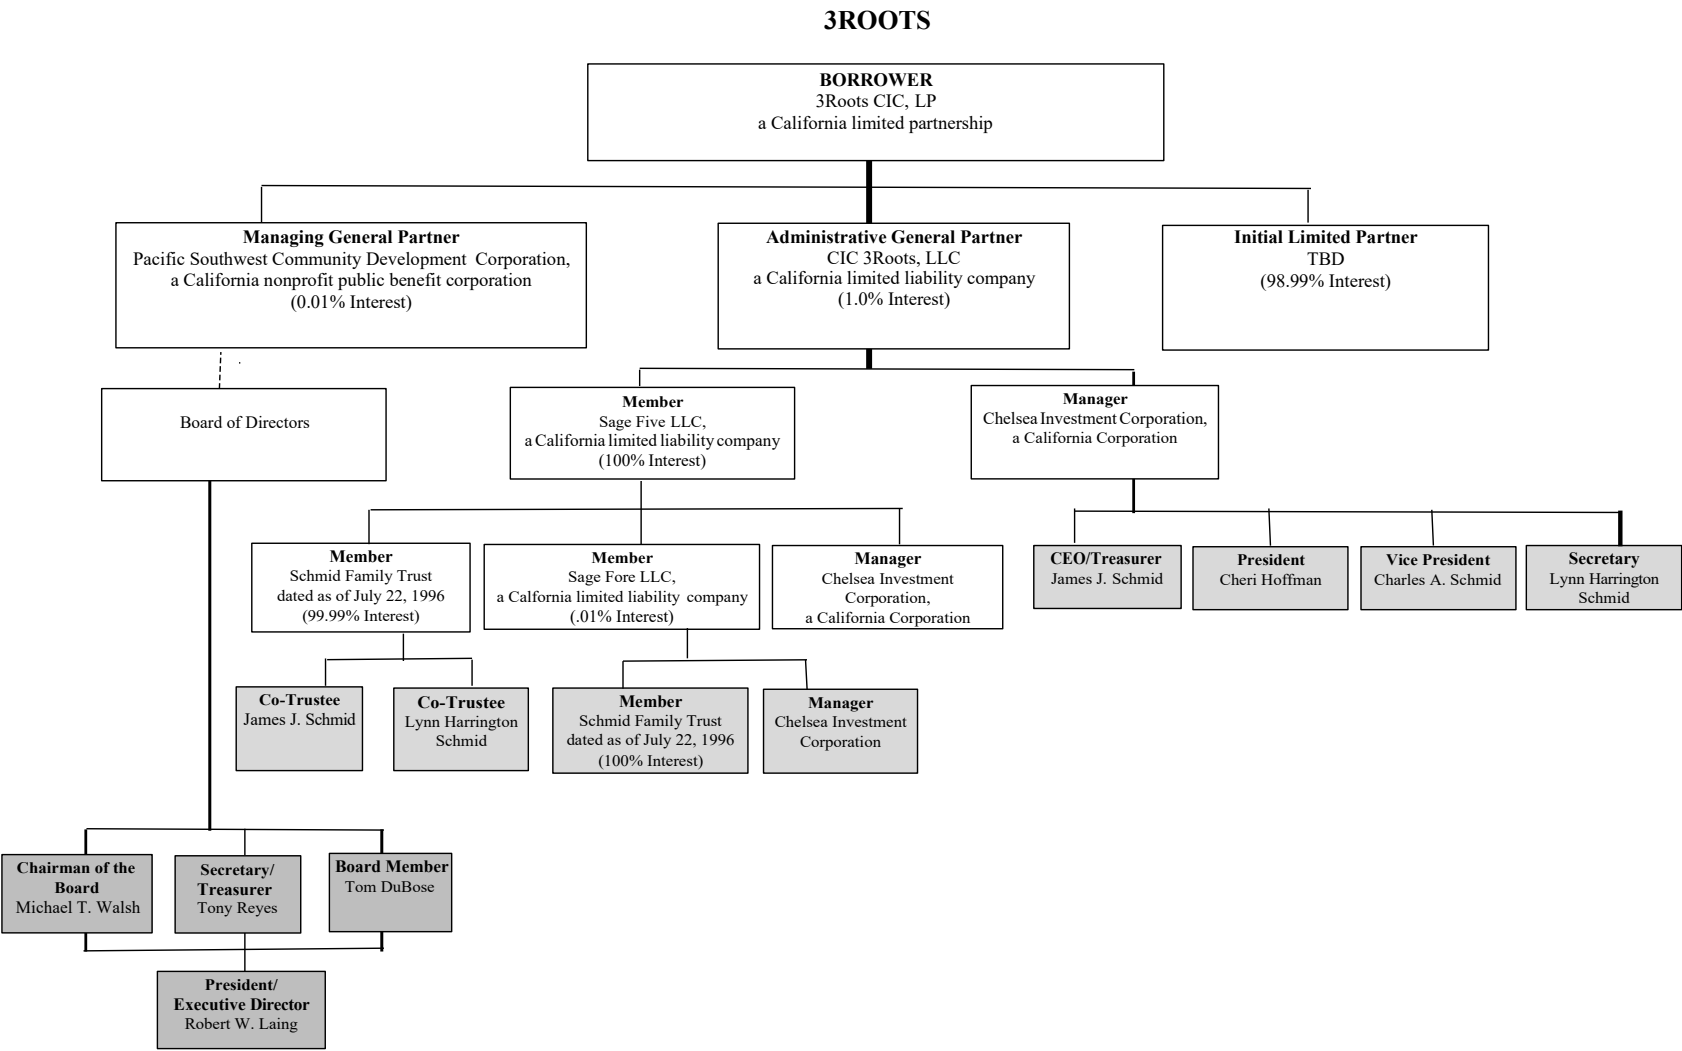 3ROOTS
BORROWER
3Roots CIC, LP
a California limited partnership
Managing General Partner
Pacific Southwest Community Development Corporation,
a California nonprofit public benefit corporation
(0.01% Interest)
Administrative General Partner
CIC 3Roots, LLC
a California limited liability company
(1.0% Interest)
Initial Limited Partner
TBD
(98.99% Interest)
Board of Directors
Member
Sage Five LLC,
a California limited liability company
(100% Interest)
Manager
Chelsea Investment Corporation,
a California Corporation
Member
Schmid Family Trust
dated as of July 22, 1996
(99.99% Interest)
Member
Sage Fore LLC,
a Calfornia limited liability company
(.01% Interest)
Manager
Chelsea Investment
Corporation,
a California Corporation
CEO/Treasurer
James J. Schmid
President
Cheri Hoffman
Vice President
Charles A. Schmid
Secretary
Lynn Harrington
Schmid
Co-Trustee
James J. Schmid
Co-Trustee
Lynn Harrington
Schmid
Member
Schmid Family Trust
dated as of July 22, 1996
(100% Interest)
Manager
Chelsea Investment
Corporation
Chairman of the
Board
Michael T. Walsh
Secretary/
Treasurer
Tony Reyes
Board Member
Tom DuBose
President/
Executive Director
Robert W. Laing